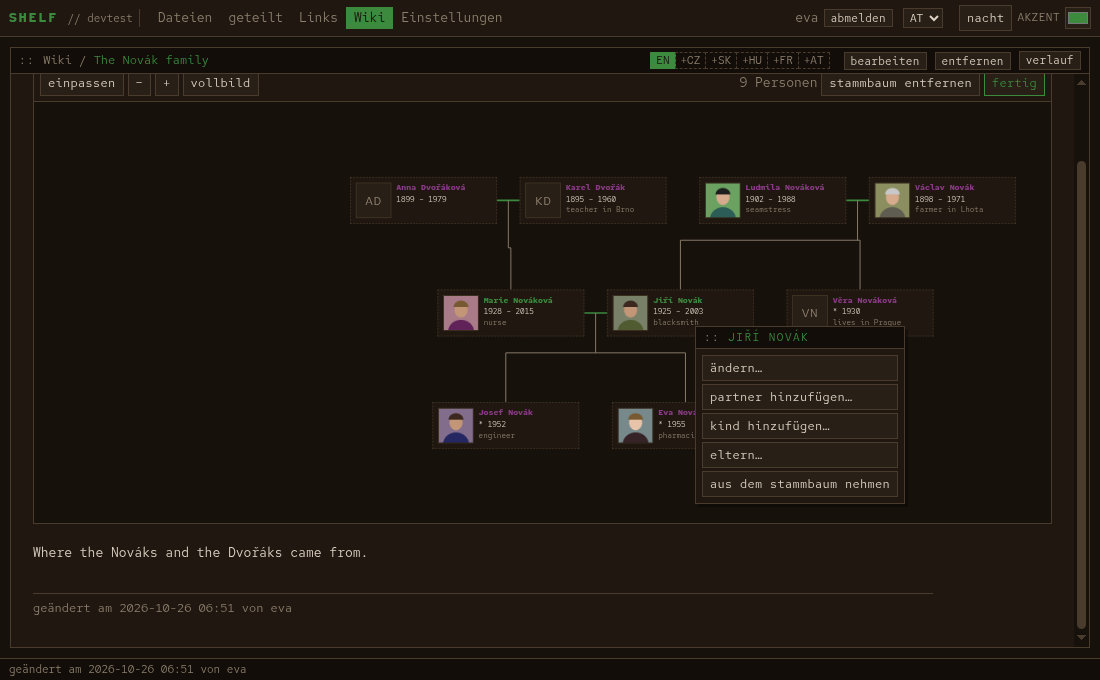 SHELF // devtest Dateien geteilt Links Wiki Einstellungen eva abmelden AT nacht AKZENT
:: Wiki / The Novák family EN +CZ +SK +HU +FR +AT bearbeiten entfernen verlauf
einpassen − + vollbild 9 Personen stammbaum entfernen fertig
AD Anna Dvořáková
1899 – 1979
KD Karel Dvořák
1895 – 1960
teacher in Brno
Ludmila Nováková
1902 – 1988
seamstress
Václav Novák
1898 – 1971
farmer in Lhota
Marie Nováková
1928 – 2015
nurse
Jiří Novák
1925 – 2003
blacksmith
VN Věra Nováková
* 1930
lives in Prague
:: JIŘÍ NOVÁK
ändern…
partner hinzufügen…
kind hinzufügen…
eltern…
aus dem stammbaum nehmen
Josef Novák
* 1952
engineer
Eva
* 1955
Where the Nováks and the Dvořáks came from.
geändert am 2026-10-26 06:51 von eva
geändert am 2026-10-26 06:51 von eva